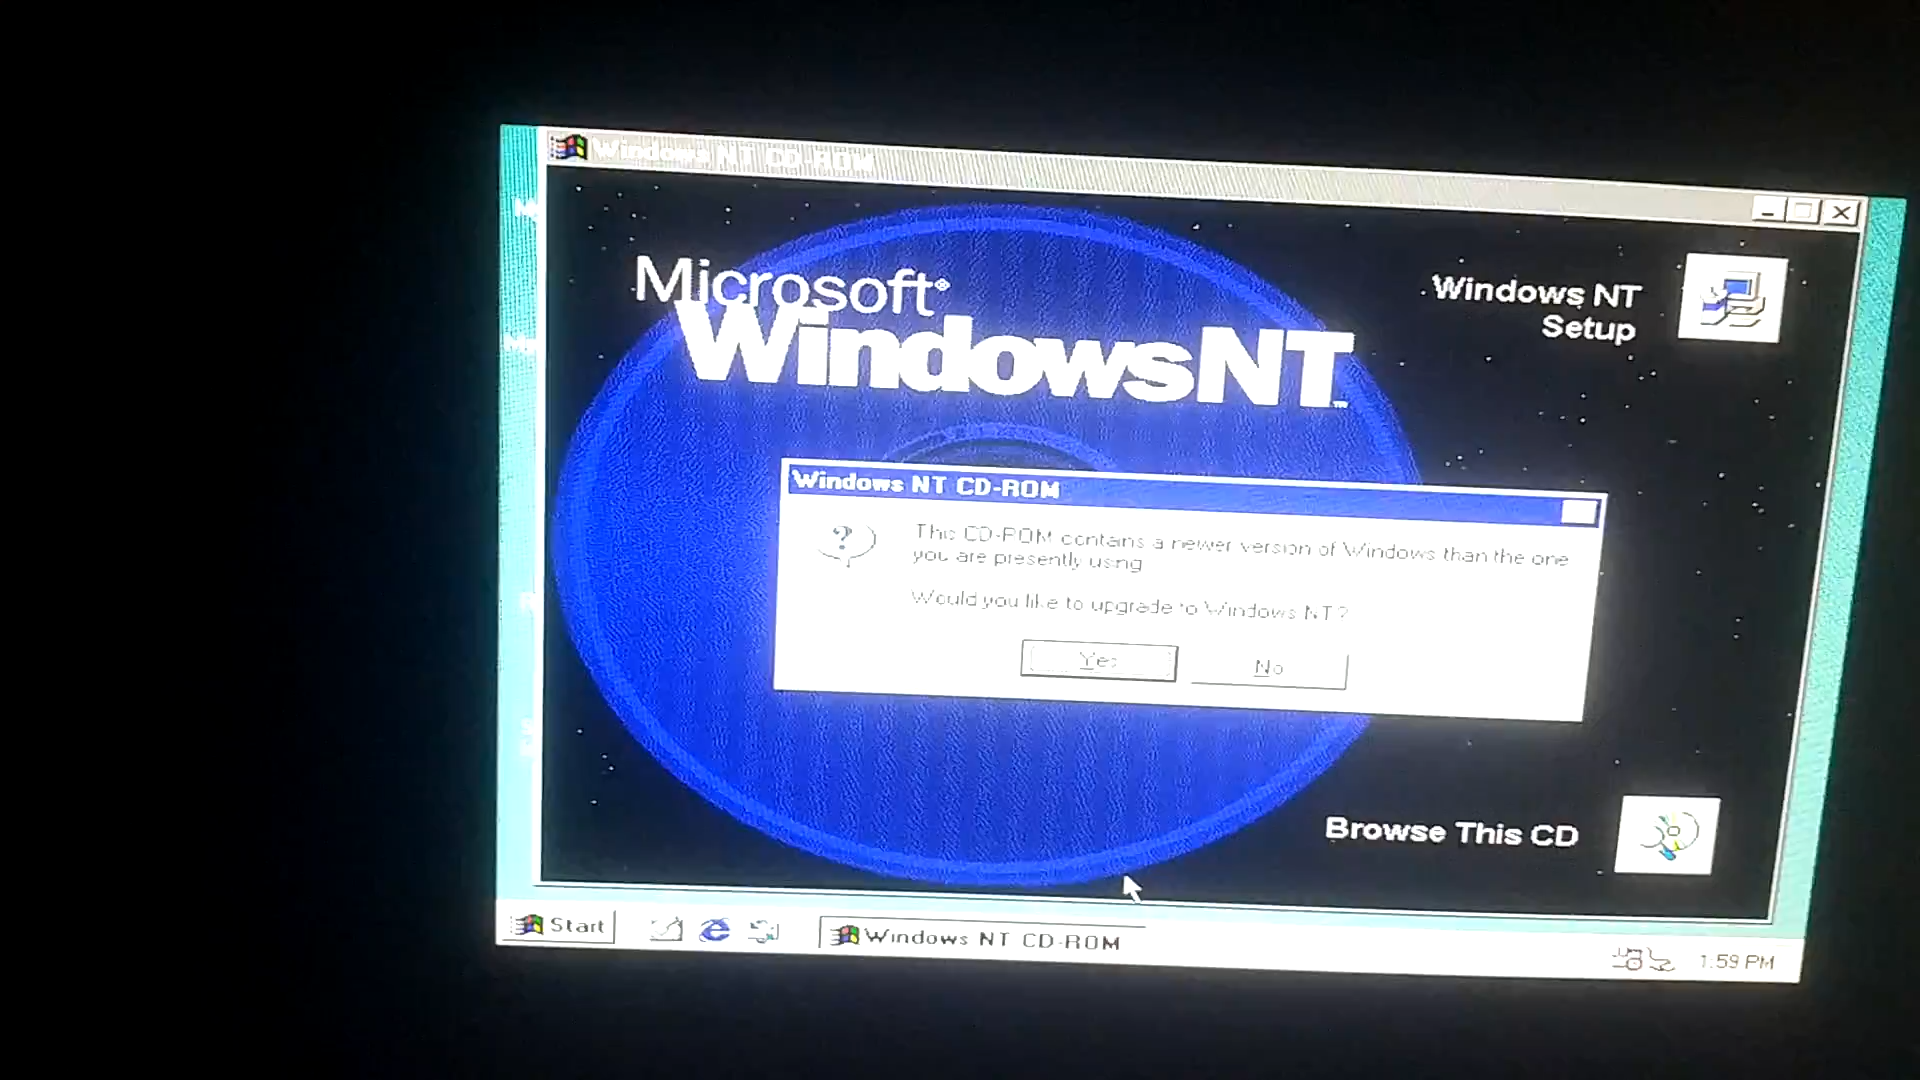 Windows NT CD-ROM
Microsoft®
WindowsNT™
Windows NT
Setup
Windows NT CD-ROM
?
This CD-ROM contains a newer version of Windows than the one
you are presently using.
Would you like to upgrade to Windows NT?
Yes
No
Browse This CD
Start
Windows NT CD-ROM
1:59 PM